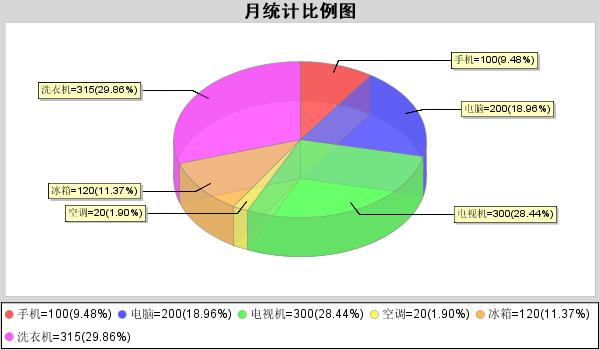 月统计比例图
手机=100(9.48%)
洗衣机=315(29.86%)
电脑=200(18.96%)
冰箱=120(11.37%)
空调=20(1.90%)
电视机=300(28.44%)
手机=100(9.48%) 电脑=200(18.96%) 电视机=300(28.44%) 空调=20(1.90%) 冰箱=120(11.37%)
洗衣机=315(29.86%)